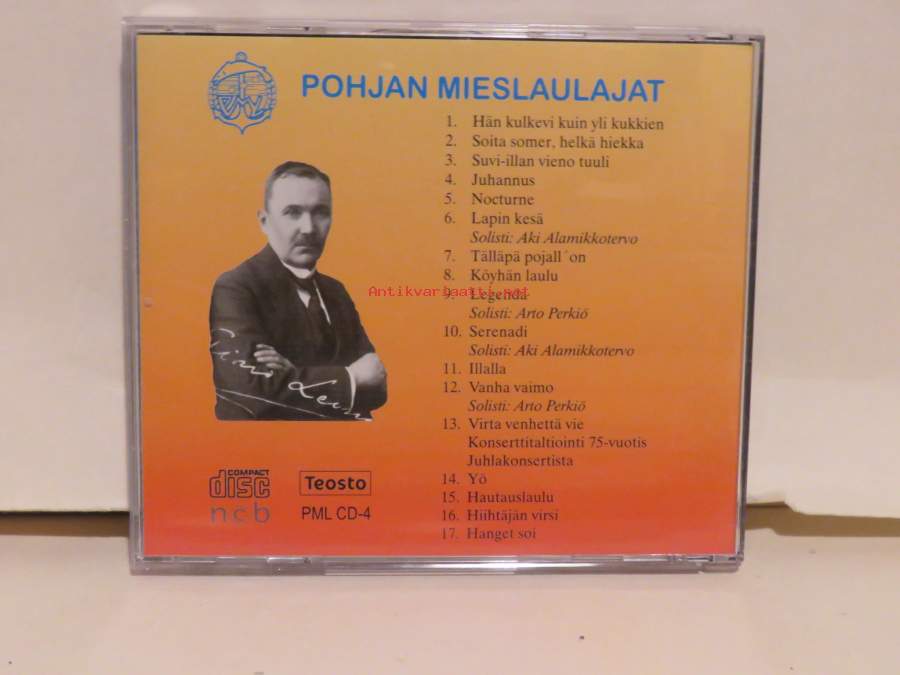 POHJAN MIESLAULAJAT
1. Hän kulkevi kuin yli kukkien
2. Soita somer, helkä hiekka
3. Suvi-illan vieno tuuli
4. Juhannus
5. Nocturne
6. Lapin kesä
Solisti: Aki Alamikkotervo
7. Tälläpä pojall´on
8. Köyhän laulu
Antikvariaatti.net
9. Legenda
Solisti: Arto Perkiö
10. Serenadi
Solisti: Aki Alamikkotervo
11. Illalla
12. Vanha vaimo
Solisti: Arto Perkiö
13. Virta venhettä vie
Konserttitaltiointi 75-vuotis
Juhlakonsertista
14. Yö
15. Hautauslaulu
16. Hiihtäjän virsi
17. Hanget soi
Eino Leino
COMPACT
disc
ncb
Teosto
PML CD-4